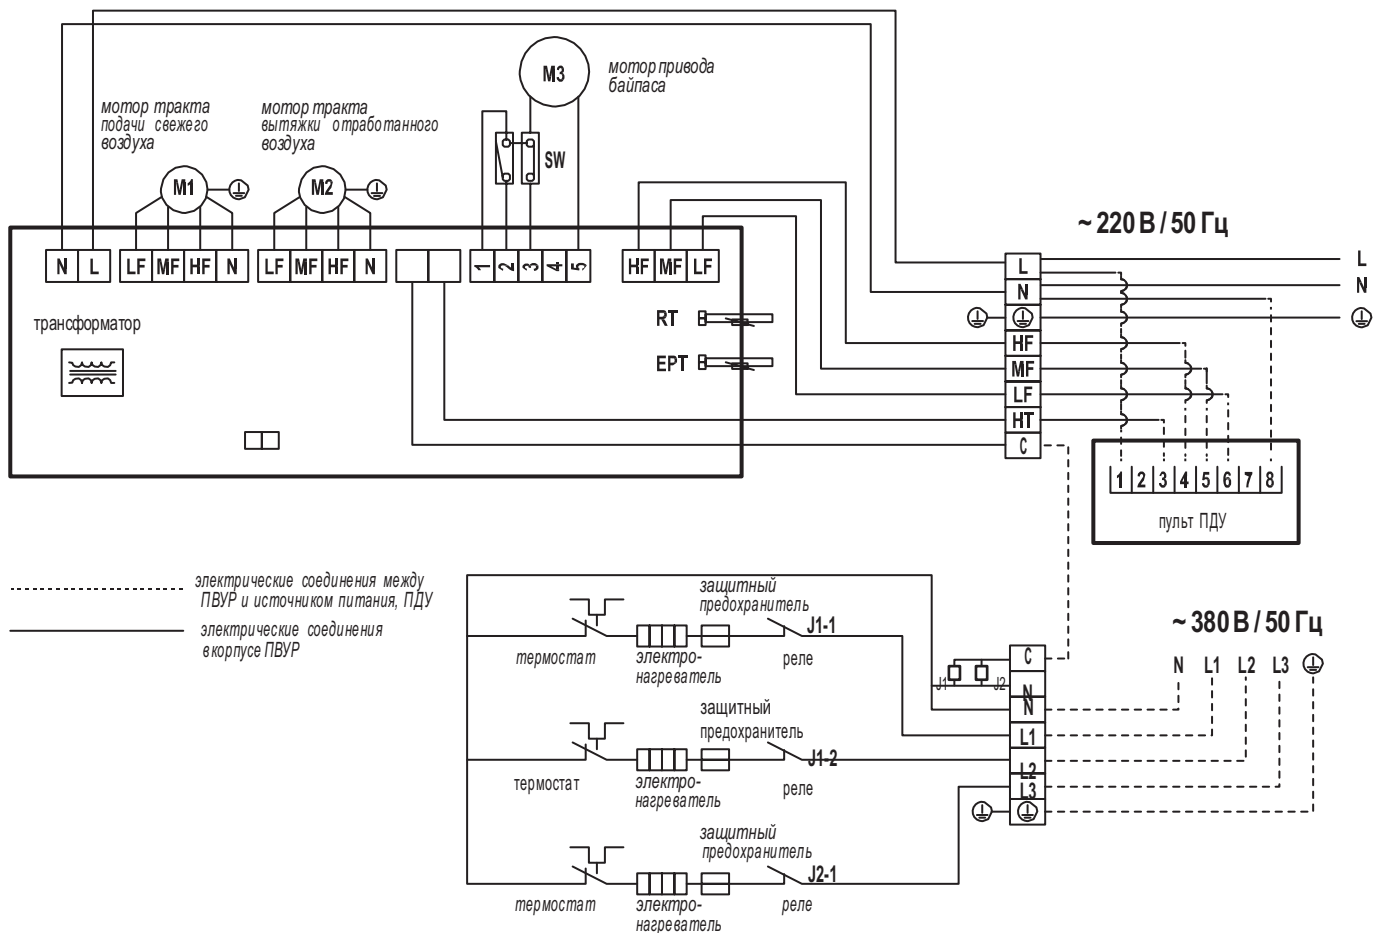 M3
мотор привода
байпаса
мотор тракта
подачи свежего
воздуха
мотор тракта
вытяжки отработанного
воздуха
SW
M1
M2
~ 220 В / 50 Гц
N L
LF MF HF N
LF MF HF N
1 2 3 4 5
HF MF LF
L
N
HF
MF
LF
HT
C
L
N
трансформатор
RT
EPT
1 2 3 4 5 6 7 8
пульт ПДУ
электрические соединения между
ПВУР и источником питания, ПДУ
электрические соединения
в корпусе ПВУР
защитный
предохранитель
J1-1
термостат
электро-
нагреватель
реле
защитный
предохранитель
J1-2
термостат
электро-
нагреватель
реле
защитный
предохранитель
J2-1
термостат
электро-
нагреватель
реле
~ 380 В / 50 Гц
N L1 L2 L3
J1 J2
C
N
N
L1
L2
L3